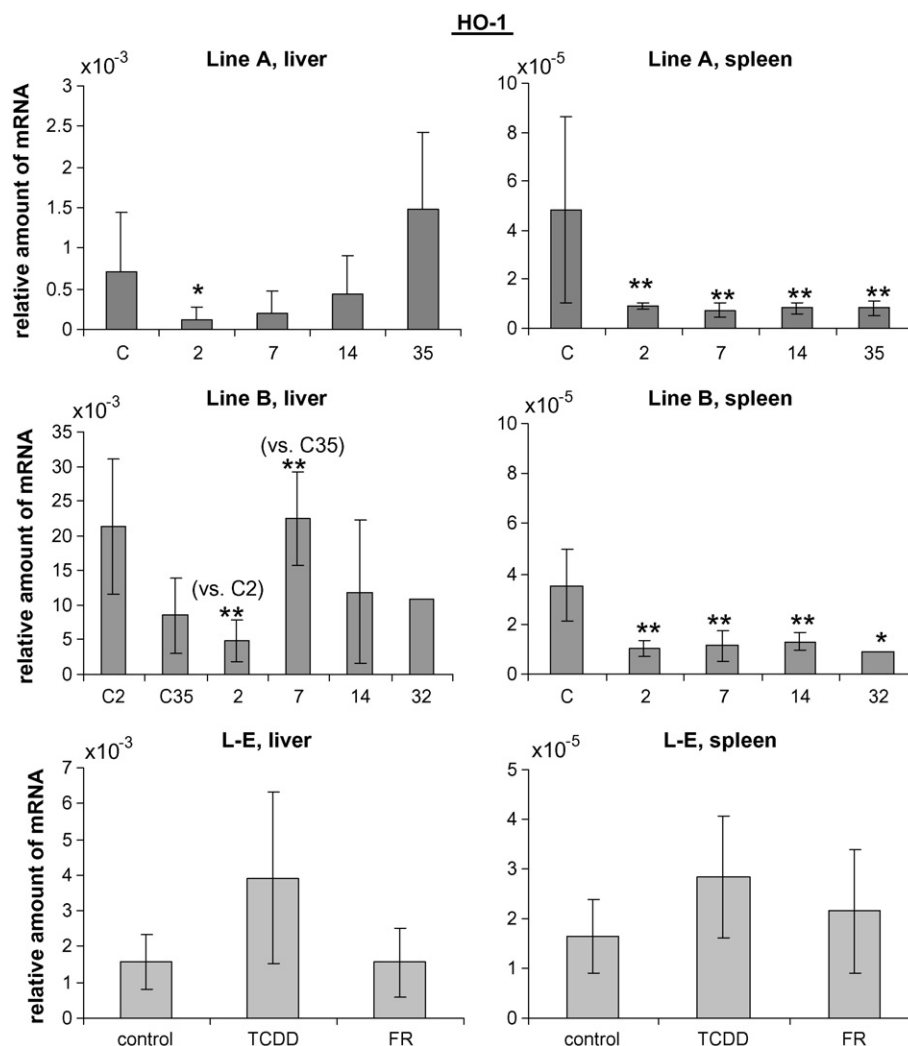 HO-1
Line A, liver
x10-3
relative amount of mRNA
3
2.5
2
1.5
1
0.5
0
*
C 2 7 14 35
Line A, spleen
x10-5
10
8
6
4
2
0
** ** ** **
C 2 7 14 35
Line B, liver
x10-3
relative amount of mRNA
35
30
25
20
15
10
5
0
(vs. C35)
**
(vs. C2)
**
C2 C35 2 7 14 32
Line B, spleen
x10-5
10
8
6
4
2
0
** ** ** *
C 2 7 14 32
L-E, liver
x10-3
relative amount of mRNA
7
6
5
4
3
2
1
0
control TCDD FR
L-E, spleen
x10-5
5
4
3
2
1
0
control TCDD FR